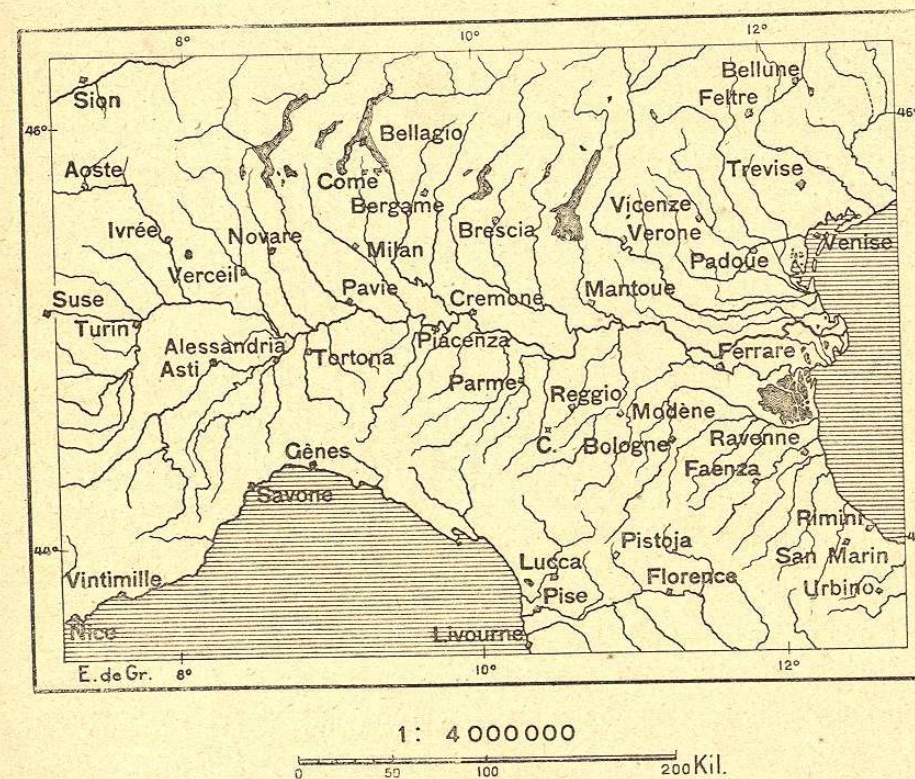 8° 10° 12°
Bellune
Sion
Feltre
46° 46
Bellagio
Aoste
Trevise
Come
Bergame
Vicenze
Ivrée Novare
Brescia Verone
Milan
Venise
Padoue
Verceil
Pavie
Mantoue
Suse
Cremone
Turin
Piacenza
Alessandria
Tortona
Ferrare
Asti
Parme
Reggio
Modène
C. Bologne
Ravenne
Gênes
Faenza
Savone
Rimini
44°
Pistoja
San Marin
Lucca
Vintimille
Florence
Urbino
Pise
Nice
Livourne
E. de Gr.
8° 10° 12°
1: 4 000 000
0 50 100 200 Kil.